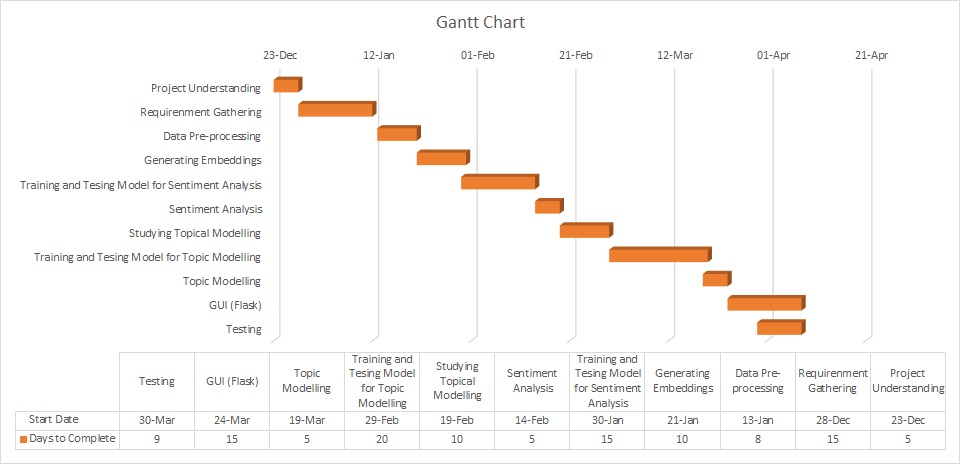 Gantt Chart
23-Dec 12-Jan 01-Feb 21-Feb 12-Mar 01-Apr 21-Apr
Project Understanding
Requirenment Gathering
Data Pre-processing
Generating Embeddings
Training and Tesing Model for Sentiment Analysis
Sentiment Analysis
Studying Topical Modelling
Training and Tesing Model for Topic Modelling
Topic Modelling
GUI (Flask)
Testing
Testing GUI (Flask) Topic Modelling Training and Tesing Model for Topic Modelling Studying Topical Modelling Sentiment Analysis Training and Tesing Model for Sentiment Analysis Generating Embeddings Data Pre-processing Requirenment Gathering Project Understanding
Start Date 30-Mar 24-Mar 19-Mar 29-Feb 19-Feb 14-Feb 30-Jan 21-Jan 13-Jan 28-Dec 23-Dec
Days to Complete 9 15 5 20 10 5 15 10 8 15 5